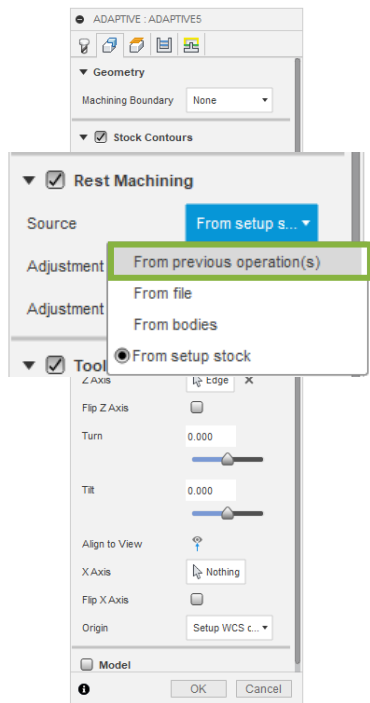 ADAPTIVE : ADAPTIVE5
Geometry
Machining Boundary None
Stock Contours
Rest Machining
Source From setup s...
Adjustment
From previous operation(s)
From file
Adjustment
From bodies
From setup stock
Tool
Z Axis Edge
Flip Z Axis
Turn 0.000
Tilt 0.000
Align to View
X Axis Nothing
Flip X Axis
Origin Setup WCS c...
Model
OK Cancel